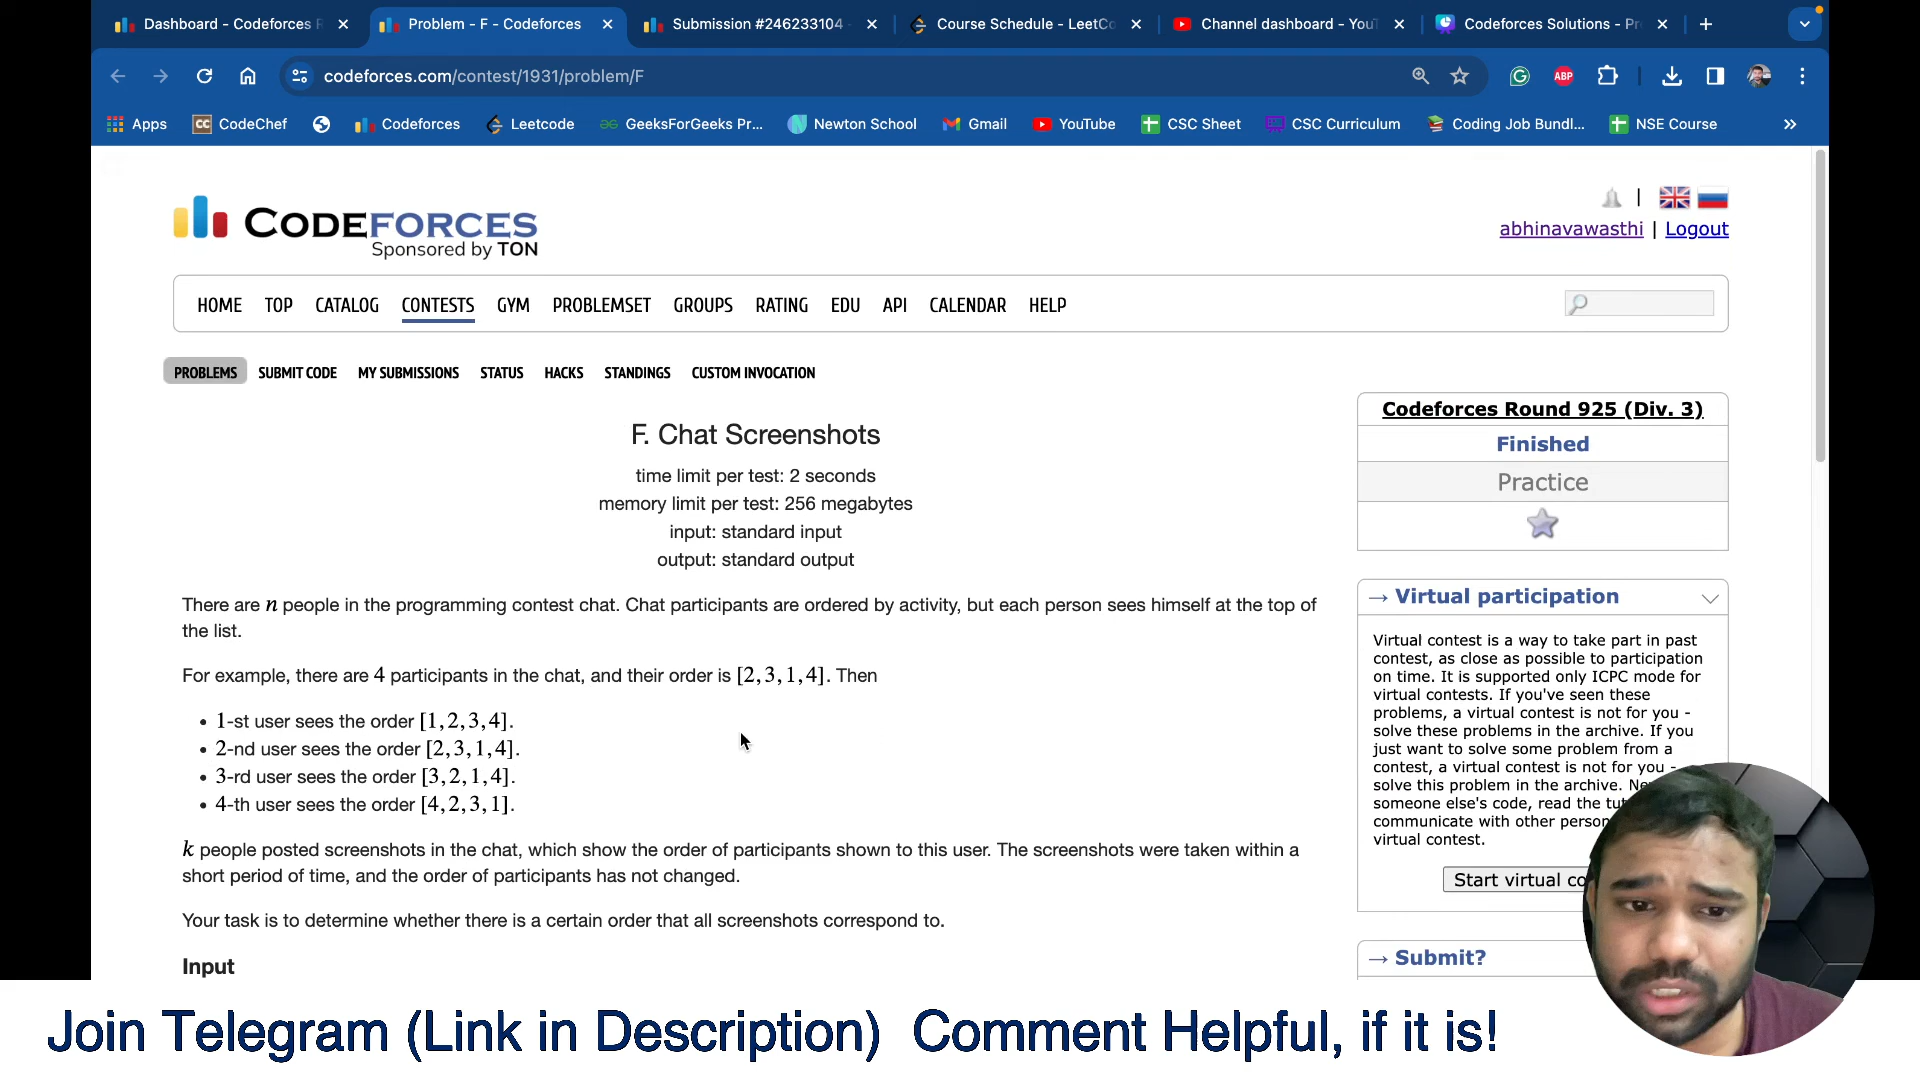 Dashboard - Codeforces R
Problem - F - Codeforces
Submission #246233104 -
Course Schedule - LeetCo
Channel dashboard - YouT
Codeforces Solutions - Pr
codeforces.com/contest/1931/problem/F
ABP
Apps
CC CodeChef
Codeforces
Leetcode
GeeksForGeeks Pr...
Newton School
Gmail
YouTube
CSC Sheet
CSC Curriculum
Coding Job Bundl...
NSE Course
CODEFORCES
Sponsored by TON
abhinavawasthi | Logout
HOME TOP CATALOG CONTESTS GYM PROBLEMSET GROUPS RATING EDU API CALENDAR HELP
PROBLEMS SUBMIT CODE MY SUBMISSIONS STATUS HACKS STANDINGS CUSTOM INVOCATION
F. Chat Screenshots
time limit per test: 2 seconds
memory limit per test: 256 megabytes
input: standard input
output: standard output
There are n people in the programming contest chat. Chat participants are ordered by activity, but each person sees himself at the top of
the list.
For example, there are 4 participants in the chat, and their order is [2, 3, 1, 4]. Then
• 1-st user sees the order [1, 2, 3, 4].
• 2-nd user sees the order [2, 3, 1, 4].
• 3-rd user sees the order [3, 2, 1, 4].
• 4-th user sees the order [4, 2, 3, 1].
k people posted screenshots in the chat, which show the order of participants shown to this user. The screenshots were taken within a
short period of time, and the order of participants has not changed.
Your task is to determine whether there is a certain order that all screenshots correspond to.
Input
Codeforces Round 925 (Div. 3)
Finished
Practice
→ Virtual participation
Virtual contest is a way to take part in past
contest, as close as possible to participation
on time. It is supported only ICPC mode for
virtual contests. If you've seen these
problems, a virtual contest is not for you -
solve these problems in the archive. If you
just want to solve some problem from a
contest, a virtual contest is not for you -
solve this problem in the archive. Ne
someone else's code, read the tut
communicate with other person
virtual contest.
Start virtual co
→ Submit?
Join Telegram (Link in Description) Comment Helpful, if it is!